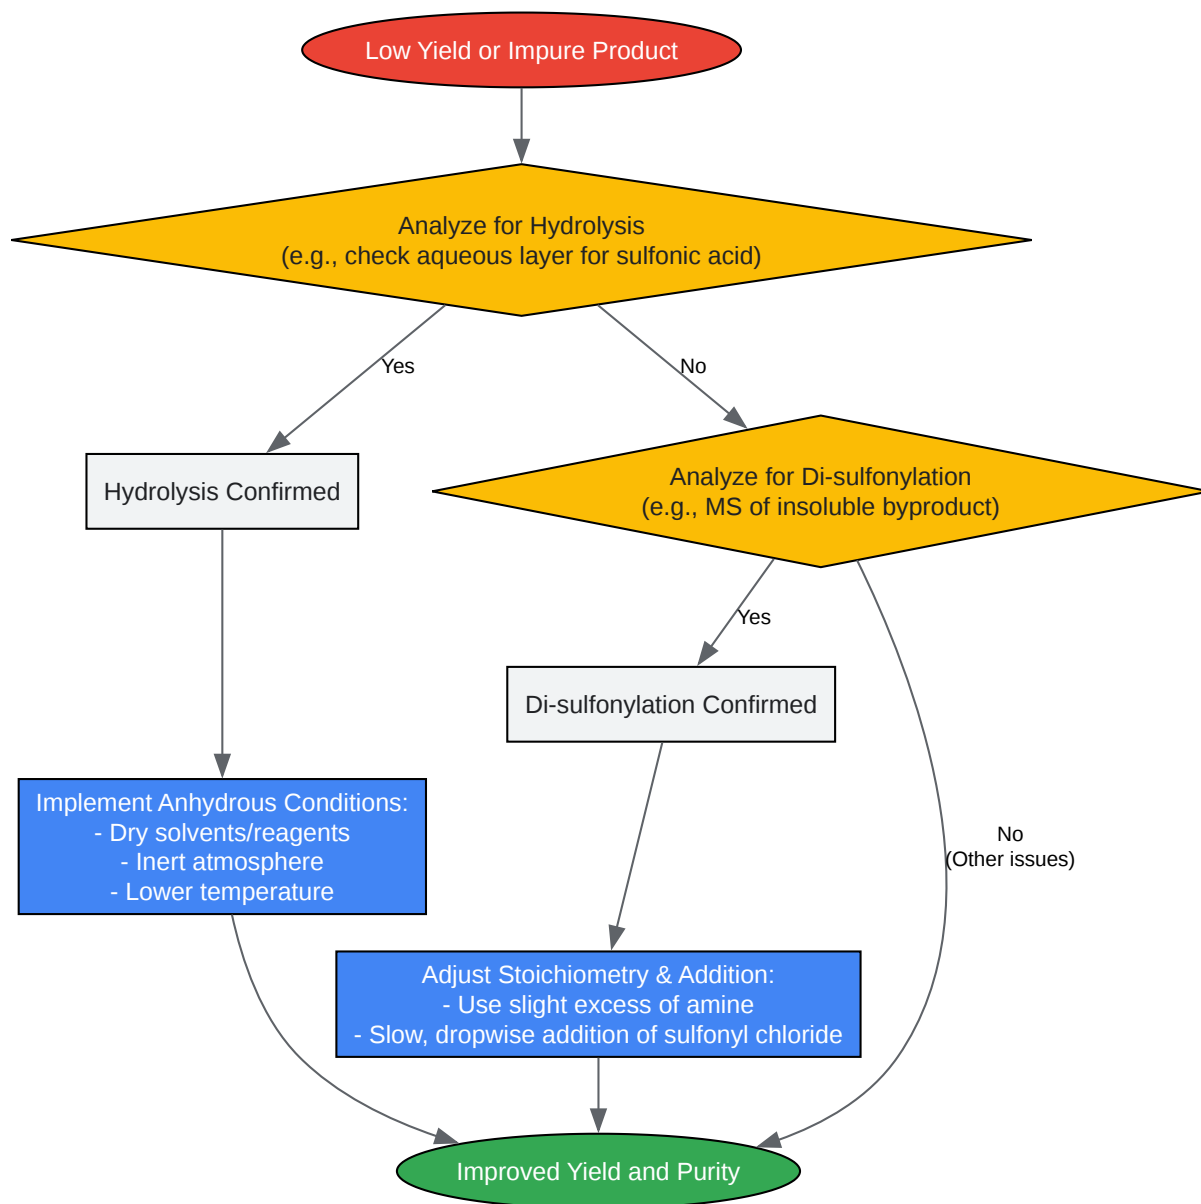 Low Yield or Impure Product
Analyze for Hydrolysis
(e.g., check aqueous layer for sulfonic acid)
Yes
No
Hydrolysis Confirmed
Analyze for Di-sulfonylation
(e.g., MS of insoluble byproduct)
Yes
Di-sulfonylation Confirmed
Implement Anhydrous Conditions:
- Dry solvents/reagents
- Inert atmosphere
- Lower temperature
No
(Other issues)
Adjust Stoichiometry & Addition:
- Use slight excess of amine
- Slow, dropwise addition of sulfonyl chloride
Improved Yield and Purity